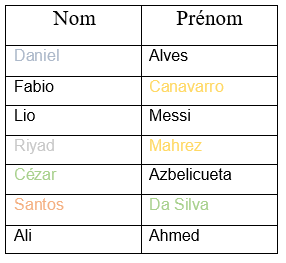 Nom Prénom
Daniel Alves
Fabio Canavarro
Lio Messi
Riyad Mahrez
Cézar Azbelicueta
Santos Da Silva
Ali Ahmed